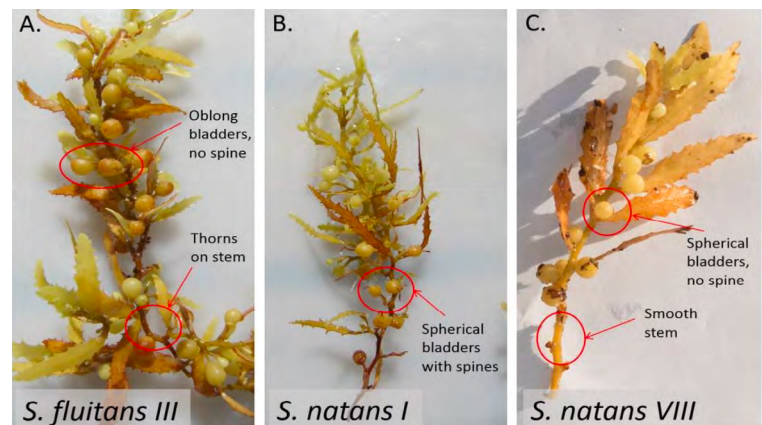 A.
Oblong
bladders,
no spine
Thorns
on stem
S. fluitans III
B.
Spherical
bladders
with spines
S. natans I
C.
Spherical
bladders,
no spine
Smooth
stem
S. natans VIII